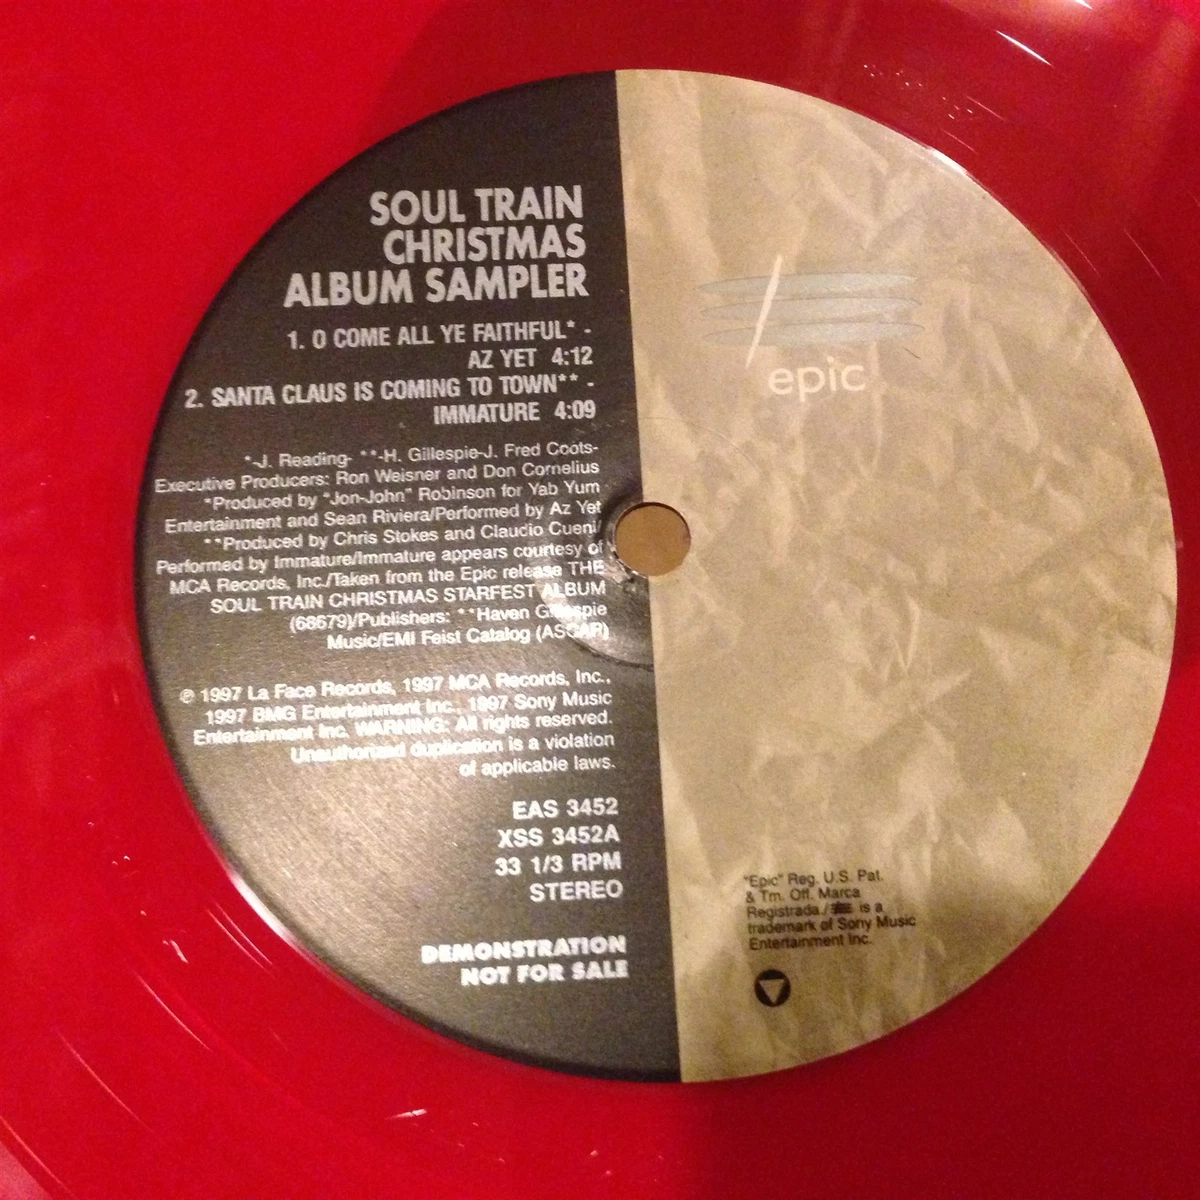 SOUL TRAIN
CHRISTMAS
ALBUM SAMPLER
1. O COME ALL YE FAITHFUL* -
AZ YET 4:12
2. SANTA CLAUS IS COMING TO TOWN** -
IMMATURE 4:09
*-J. Reading- **-H. Gillespie-J. Fred Coots-
Executive Producers: Ron Weisner and Don Cornelius
*Produced by "Jon-John" Robinson for Yab Yum
Entertainment and Sean Riviera/Performed by Az Yet
**Produced by Chris Stokes and Claudio Cueni/
Performed by Immature/Immature appears courtesy of
MCA Records, Inc./Taken from the Epic release THE
SOUL TRAIN CHRISTMAS STARFEST ALBUM
(68679)/Publishers: **Haven Gillespie
Music/EMI Feist Catalog (ASCAP)
℗ 1997 La Face Records, 1997 MCA Records, Inc.,
1997 BMG Entertainment Inc., 1997 Sony Music
Entertainment Inc. WARNING: All rights reserved.
Unauthorized duplication is a violation
of applicable laws.
EAS 3452
XSS 3452A
33 1/3 RPM
STEREO
DEMONSTRATION
NOT FOR SALE
epic
"Epic" Reg. U.S. Pat.
& Tm. Off. Marca
Registrada./ is a
trademark of Sony Music
Entertainment Inc.